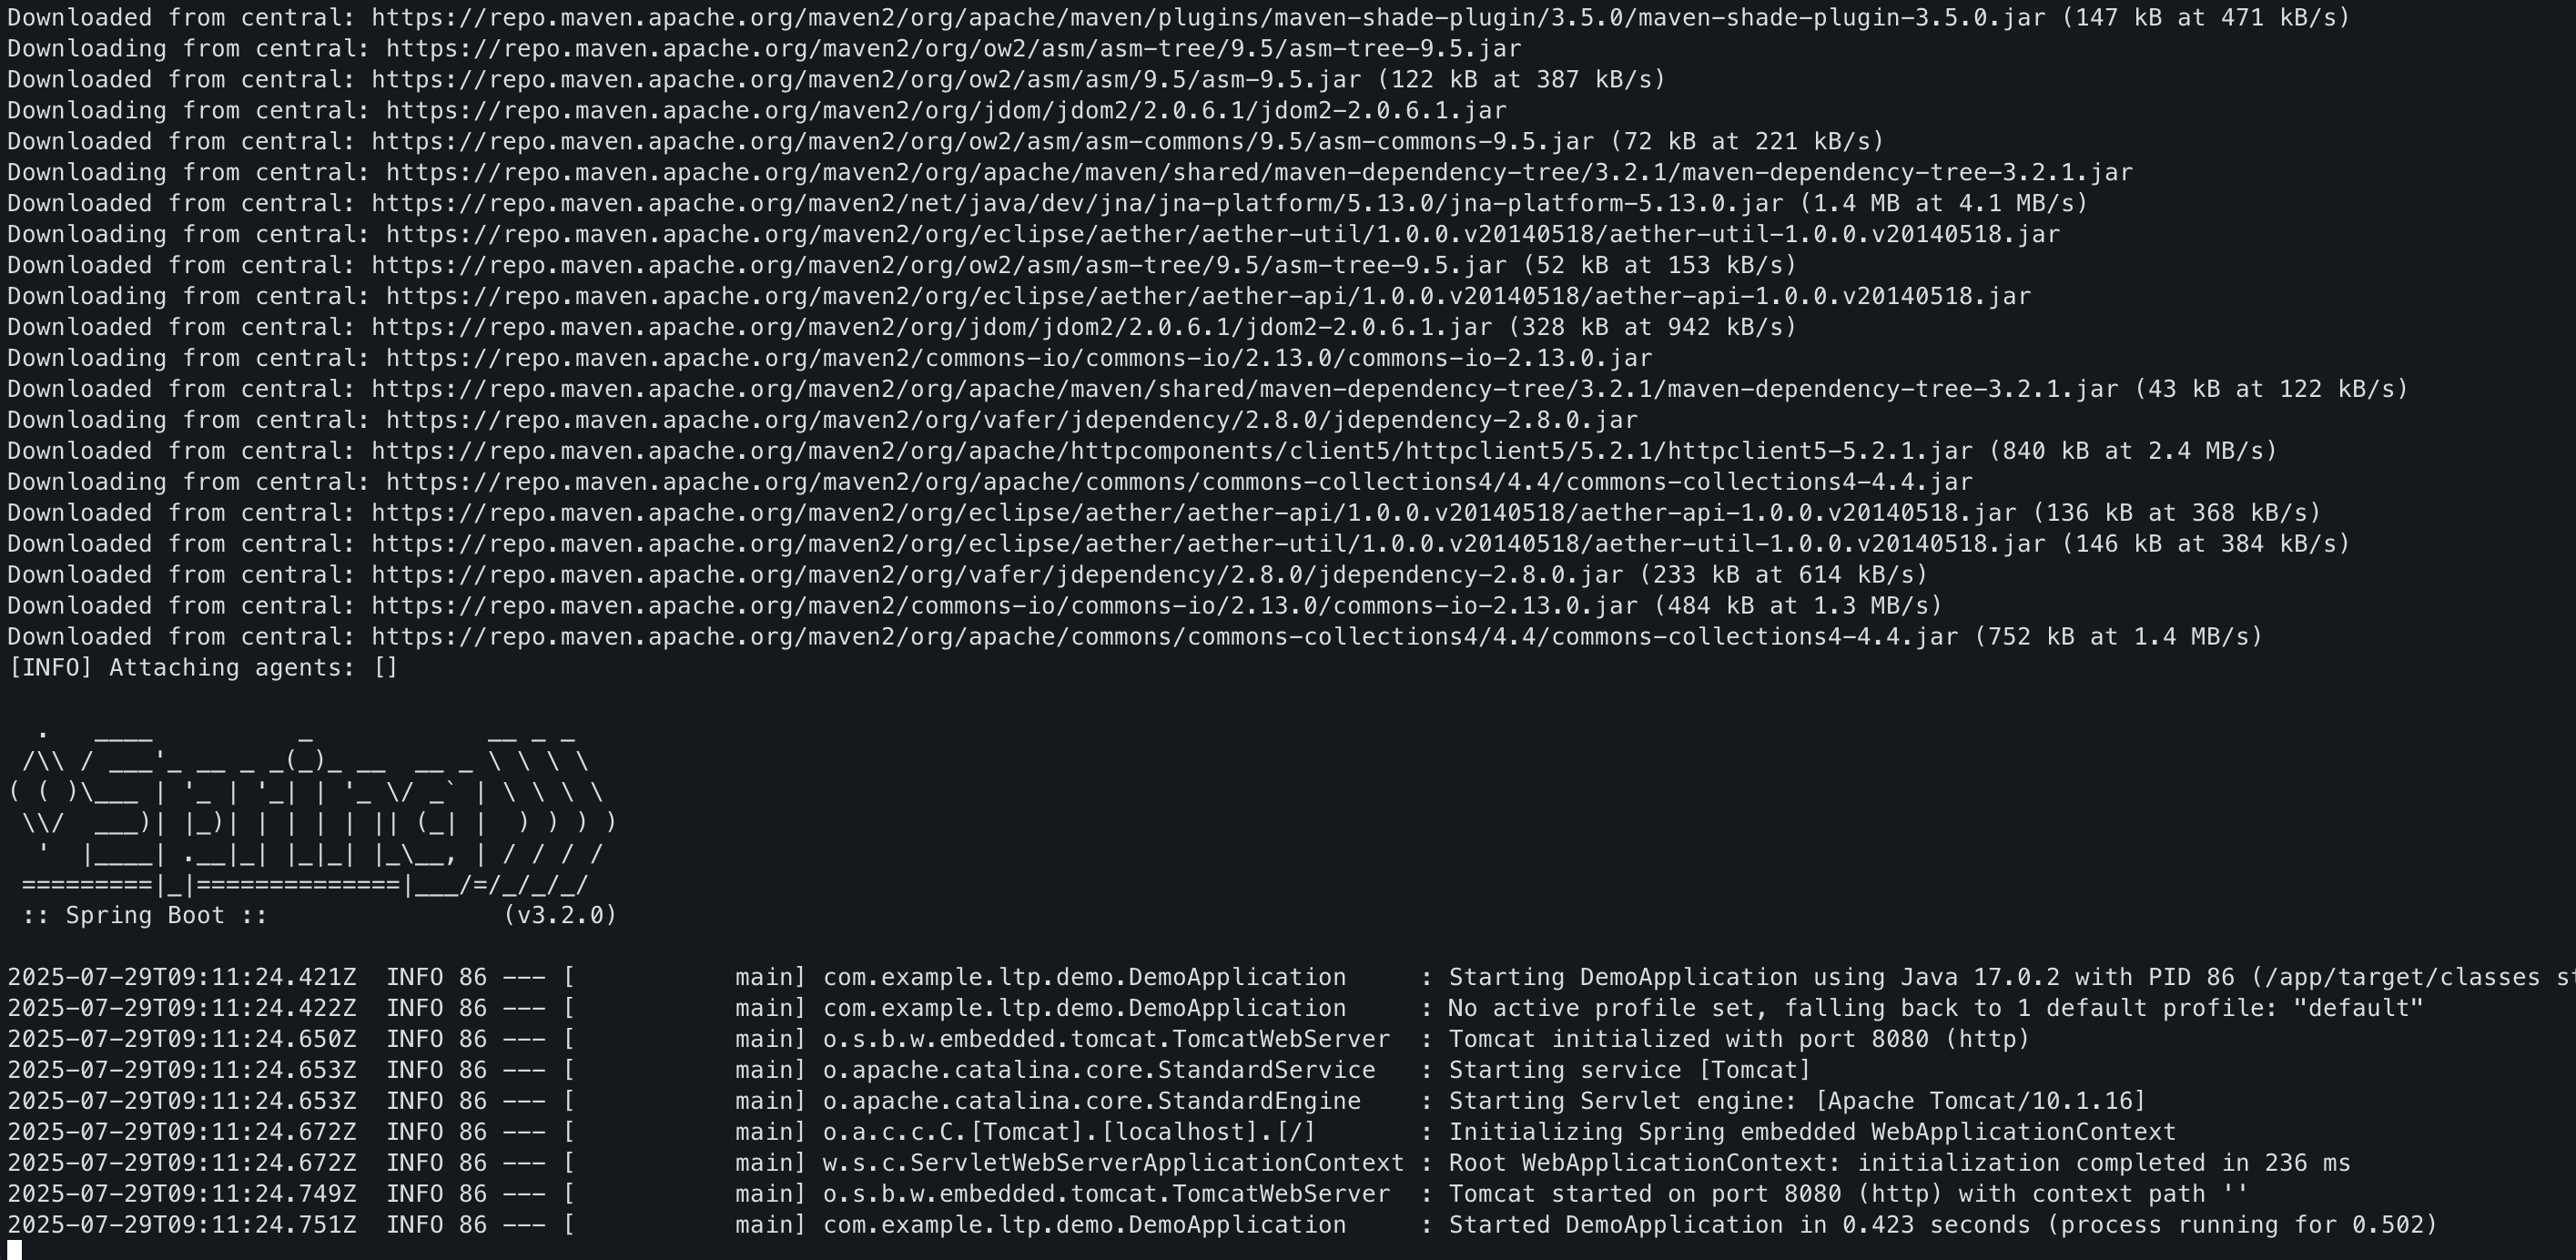 Downloaded from central: https://repo.maven.apache.org/maven2/org/apache/maven/plugins/maven-shade-plugin/3.5.0/maven-shade-plugin-3.5.0.jar (147 kB at 471 kB/s)
Downloading from central: https://repo.maven.apache.org/maven2/org/ow2/asm/asm-tree/9.5/asm-tree-9.5.jar
Downloaded from central: https://repo.maven.apache.org/maven2/org/ow2/asm/asm/9.5/asm-9.5.jar (122 kB at 387 kB/s)
Downloading from central: https://repo.maven.apache.org/maven2/org/jdom/jdom2/2.0.6.1/jdom2-2.0.6.1.jar
Downloaded from central: https://repo.maven.apache.org/maven2/org/ow2/asm/asm-commons/9.5/asm-commons-9.5.jar (72 kB at 221 kB/s)
Downloading from central: https://repo.maven.apache.org/maven2/org/apache/maven/shared/maven-dependency-tree/3.2.1/maven-dependency-tree-3.2.1.jar
Downloaded from central: https://repo.maven.apache.org/maven2/net/java/dev/jna/jna-platform/5.13.0/jna-platform-5.13.0.jar (1.4 MB at 4.1 MB/s)
Downloading from central: https://repo.maven.apache.org/maven2/org/eclipse/aether/aether-util/1.0.0.v20140518/aether-util-1.0.0.v20140518.jar
Downloaded from central: https://repo.maven.apache.org/maven2/org/ow2/asm/asm-tree/9.5/asm-tree-9.5.jar (52 kB at 153 kB/s)
Downloading from central: https://repo.maven.apache.org/maven2/org/eclipse/aether/aether-api/1.0.0.v20140518/aether-api-1.0.0.v20140518.jar
Downloaded from central: https://repo.maven.apache.org/maven2/org/jdom/jdom2/2.0.6.1/jdom2-2.0.6.1.jar (328 kB at 942 kB/s)
Downloading from central: https://repo.maven.apache.org/maven2/commons-io/commons-io/2.13.0/commons-io-2.13.0.jar
Downloaded from central: https://repo.maven.apache.org/maven2/org/apache/maven/shared/maven-dependency-tree/3.2.1/maven-dependency-tree-3.2.1.jar (43 kB at 122 kB/s)
Downloading from central: https://repo.maven.apache.org/maven2/org/vafer/jdependency/2.8.0/jdependency-2.8.0.jar
Downloaded from central: https://repo.maven.apache.org/maven2/org/apache/httpcomponents/client5/httpclient5/5.2.1/httpclient5-5.2.1.jar (840 kB at 2.4 MB/s)
Downloading from central: https://repo.maven.apache.org/maven2/org/apache/commons/commons-collections4/4.4/commons-collections4-4.4.jar
Downloaded from central: https://repo.maven.apache.org/maven2/org/eclipse/aether/aether-api/1.0.0.v20140518/aether-api-1.0.0.v20140518.jar (136 kB at 368 kB/s)
Downloaded from central: https://repo.maven.apache.org/maven2/org/eclipse/aether/aether-util/1.0.0.v20140518/aether-util-1.0.0.v20140518.jar (146 kB at 384 kB/s)
Downloaded from central: https://repo.maven.apache.org/maven2/org/vafer/jdependency/2.8.0/jdependency-2.8.0.jar (233 kB at 614 kB/s)
Downloaded from central: https://repo.maven.apache.org/maven2/commons-io/commons-io/2.13.0/commons-io-2.13.0.jar (484 kB at 1.3 MB/s)
Downloaded from central: https://repo.maven.apache.org/maven2/org/apache/commons/commons-collections4/4.4/commons-collections4-4.4.jar (752 kB at 1.4 MB/s)
[INFO] Attaching agents: []
  .   ____          _            __ _ _
 /\\ / ___'_ __ _ _(_)_ __  __ _ \ \ \ \
( ( )\___ | '_ | '_| | '_ \/ _` | \ \ \ \
 \\/  ___)| |_)| | | | | || (_| |  ) ) ) )
  '  |____| .__|_| |_|_| |_\__, | / / / /
 =========|_|==============|___/=/_/_/_/
 :: Spring Boot ::                (v3.2.0)
2025-07-29T09:11:24.421Z  INFO 86 --- [           main] com.example.ltp.demo.DemoApplication     : Starting DemoApplication using Java 17.0.2 with PID 86 (/app/target/classes st
2025-07-29T09:11:24.422Z  INFO 86 --- [           main] com.example.ltp.demo.DemoApplication     : No active profile set, falling back to 1 default profile: "default"
2025-07-29T09:11:24.650Z  INFO 86 --- [           main] o.s.b.w.embedded.tomcat.TomcatWebServer  : Tomcat initialized with port 8080 (http)
2025-07-29T09:11:24.653Z  INFO 86 --- [           main] o.apache.catalina.core.StandardService   : Starting service [Tomcat]
2025-07-29T09:11:24.653Z  INFO 86 --- [           main] o.apache.catalina.core.StandardEngine    : Starting Servlet engine: [Apache Tomcat/10.1.16]
2025-07-29T09:11:24.672Z  INFO 86 --- [           main] o.a.c.c.C.[Tomcat].[localhost].[/]       : Initializing Spring embedded WebApplicationContext
2025-07-29T09:11:24.672Z  INFO 86 --- [           main] w.s.c.ServletWebServerApplicationContext : Root WebApplicationContext: initialization completed in 236 ms
2025-07-29T09:11:24.749Z  INFO 86 --- [           main] o.s.b.w.embedded.tomcat.TomcatWebServer  : Tomcat started on port 8080 (http) with context path ''
2025-07-29T09:11:24.751Z  INFO 86 --- [           main] com.example.ltp.demo.DemoApplication     : Started DemoApplication in 0.423 seconds (process running for 0.502)